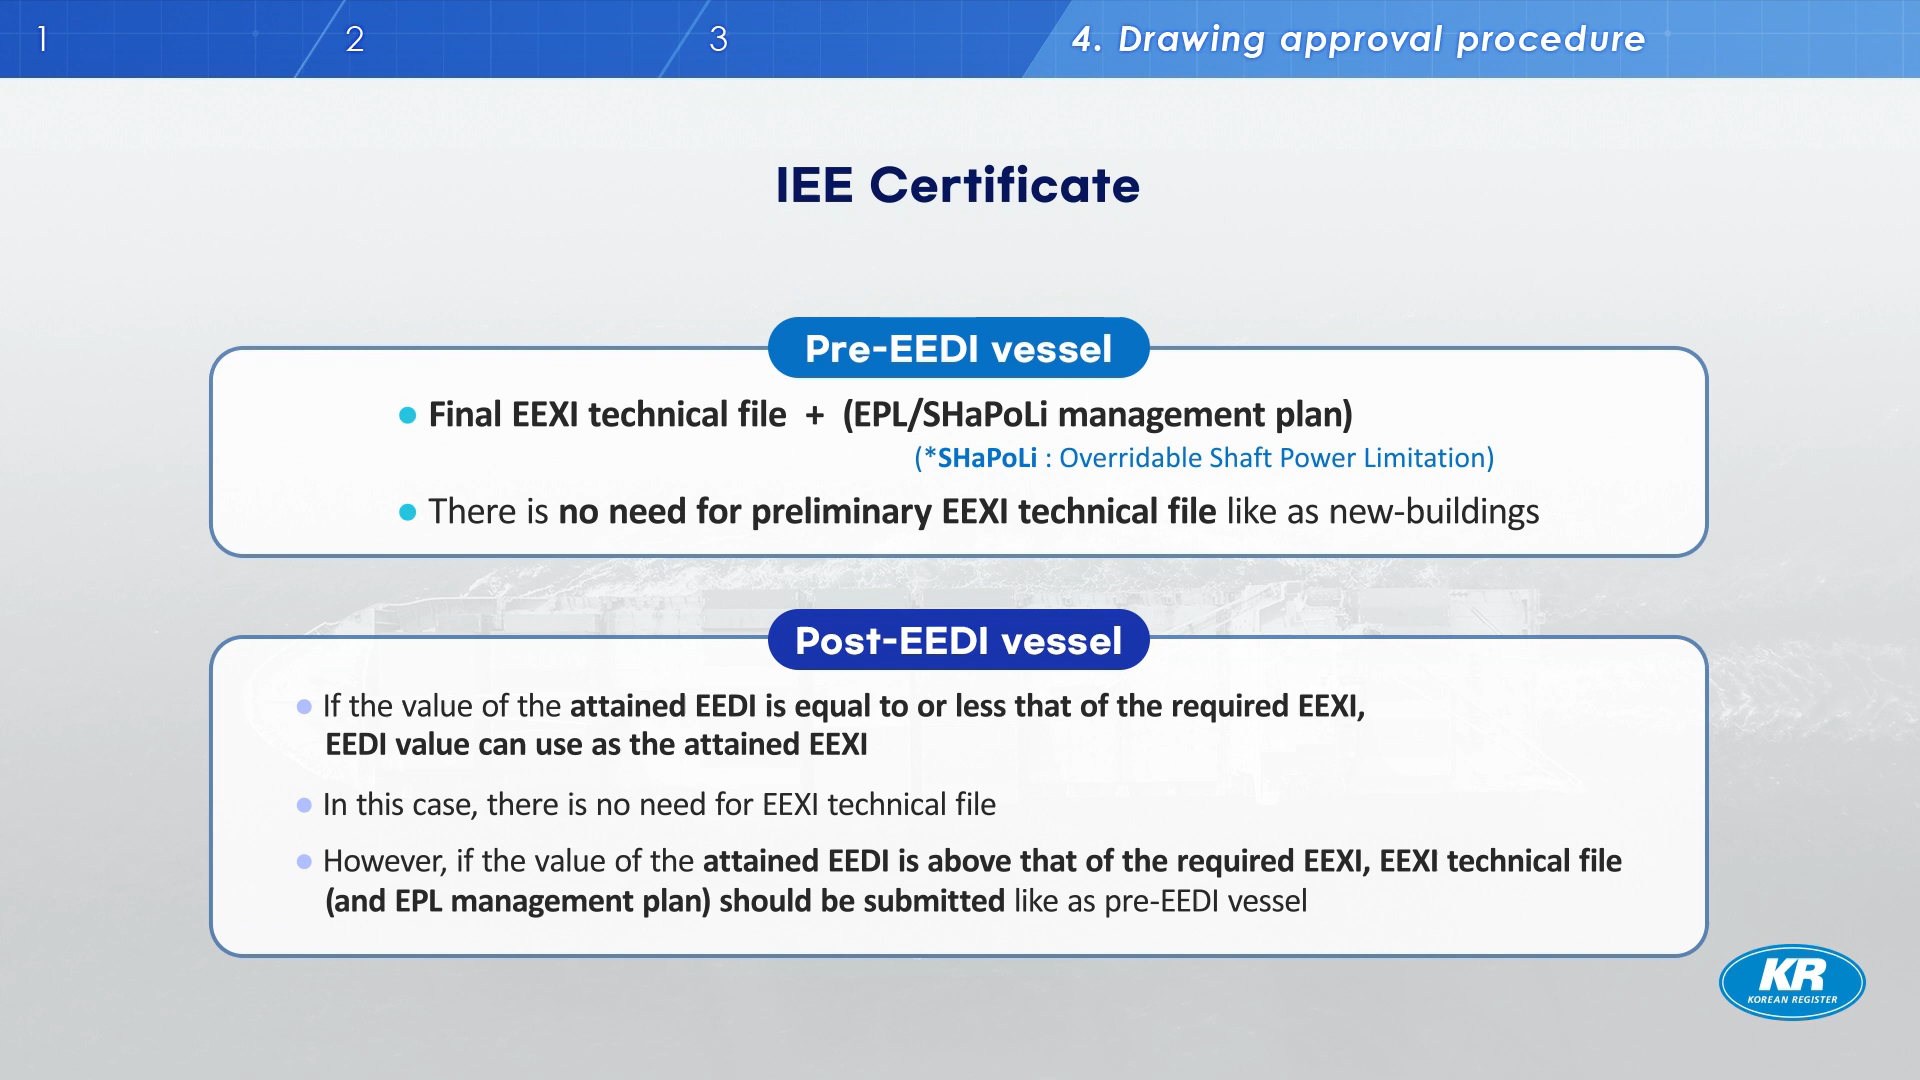 1
2
3
4. Drawing approval procedure
IEE Certificate
Pre-EEDI vessel
Final EEXI technical file + (EPL/SHaPoLi management plan)
(*SHaPoLi : Overridable Shaft Power Limitation)
There is no need for preliminary EEXI technical file like as new-buildings
Post-EEDI vessel
If the value of the attained EEDI is equal to or less that of the required EEXI,
EEDI value can use as the attained EEXI
In this case, there is no need for EEXI technical file
However, if the value of the attained EEDI is above that of the required EEXI, EEXI technical file
(and EPL management plan) should be submitted like as pre-EEDI vessel
KR
KOREAN REGISTER